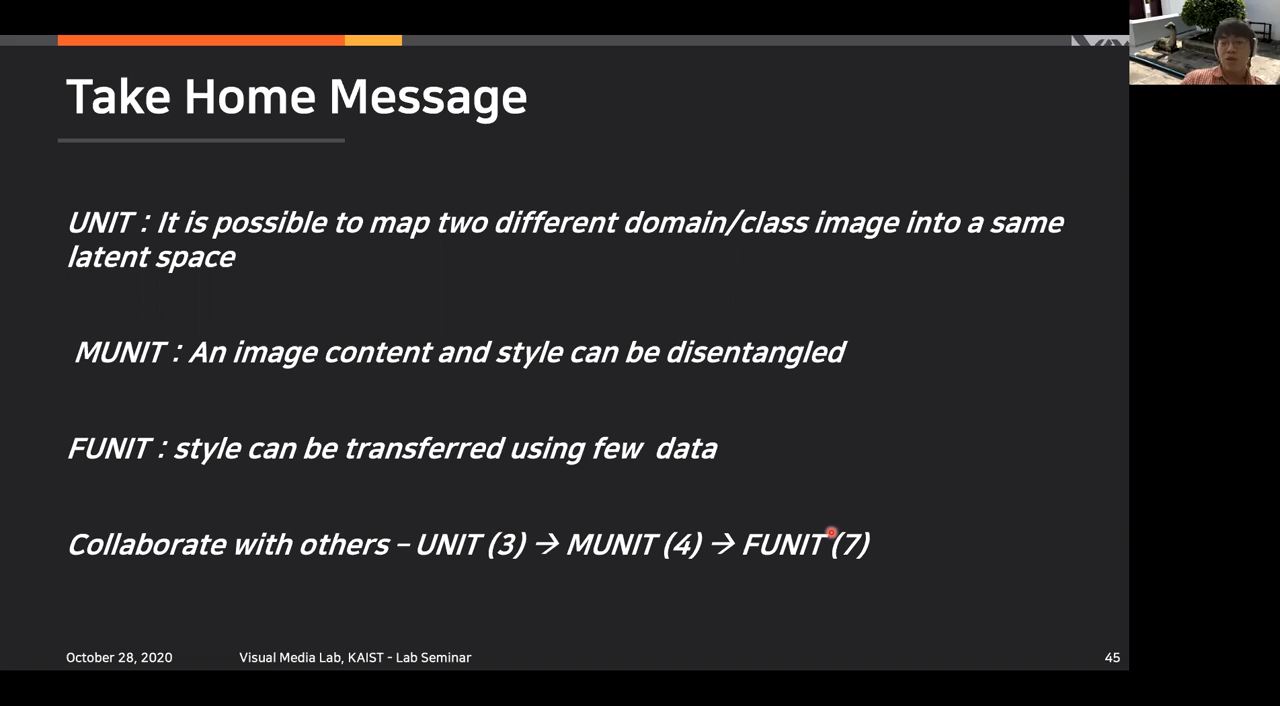 Take Home Message
UNIT : It is possible to map two different domain/class image into a same
latent space
MUNIT : An image content and style can be disentangled
FUNIT : style can be transferred using few  data
Collaborate with others – UNIT (3) → MUNIT (4) → FUNIT (7)
October 28, 2020
Visual Media Lab, KAIST - Lab Seminar
45